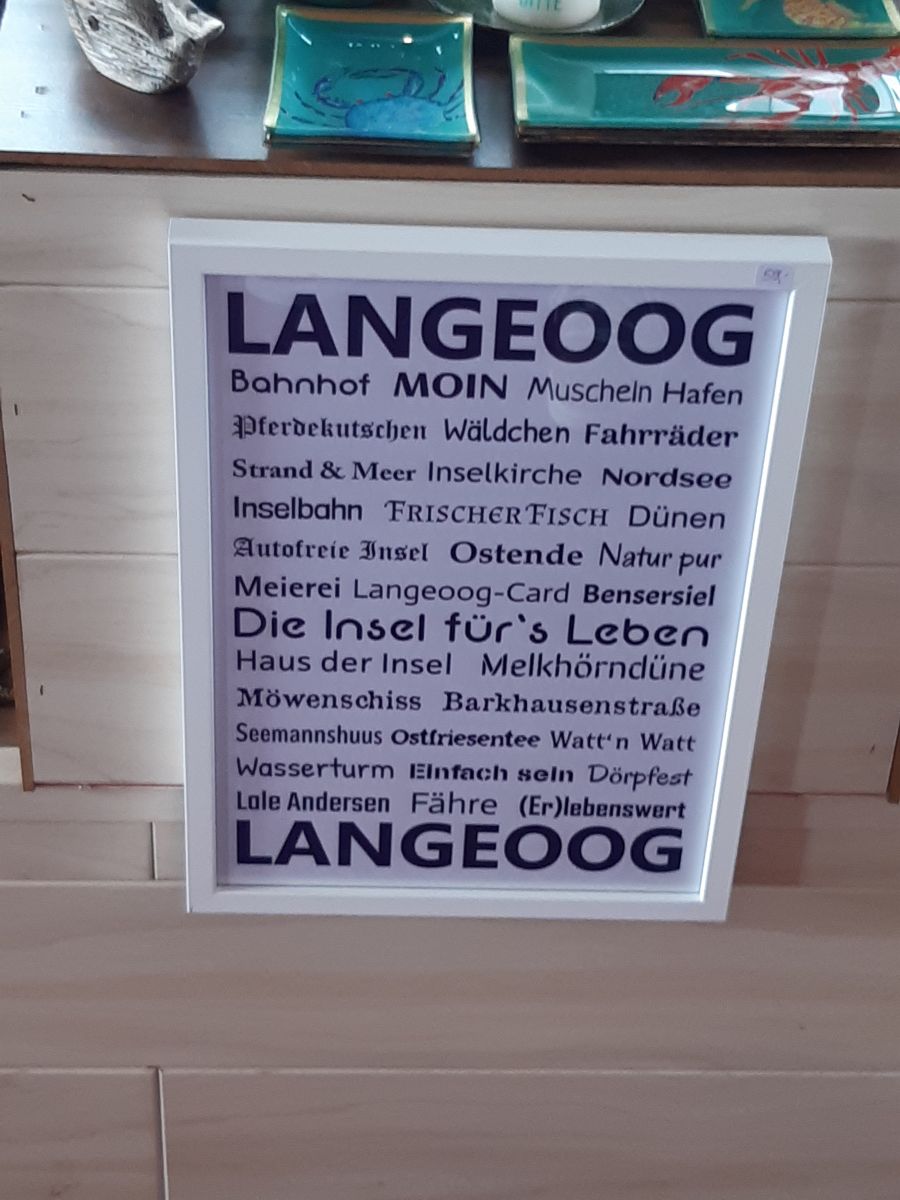 BITTE
LANGEOOG
Bahnhof MOIN Muscheln Hafen
Pferdekutschen Wäldchen Fahrräder
Strand & Meer Inselkirche Nordsee
Inselbahn FRISCHER FISCH Dünen
Autofreie Insel Ostende Natur pur
Meierei Langeoog-Card Bensersiel
Die Insel für's Leben
Haus der Insel Melkhörndüne
Möwenschiss Barkhausenstraße
Seemannshuus Ostfriesentee Watt'n Watt
Wasserturm Einfach sein Dörpfest
Lale Andersen Fähre (Er)lebenswert
LANGEOOG